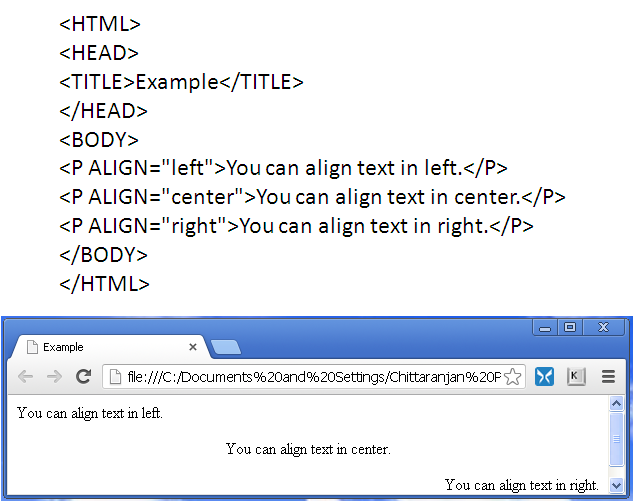 <HTML>
<HEAD>
<TITLE>Example</TITLE>
</HEAD>
<BODY>
<P ALIGN="left">You can align text in left.</P>
<P ALIGN="center">You can align text in center.</P>
<P ALIGN="right">You can align text in right.</P>
</BODY>
</HTML>
Example
file:///C:/Documents%20and%20Settings/Chittaranjan%20P
K
You can align text in left.
You can align text in center.
You can align text in right.